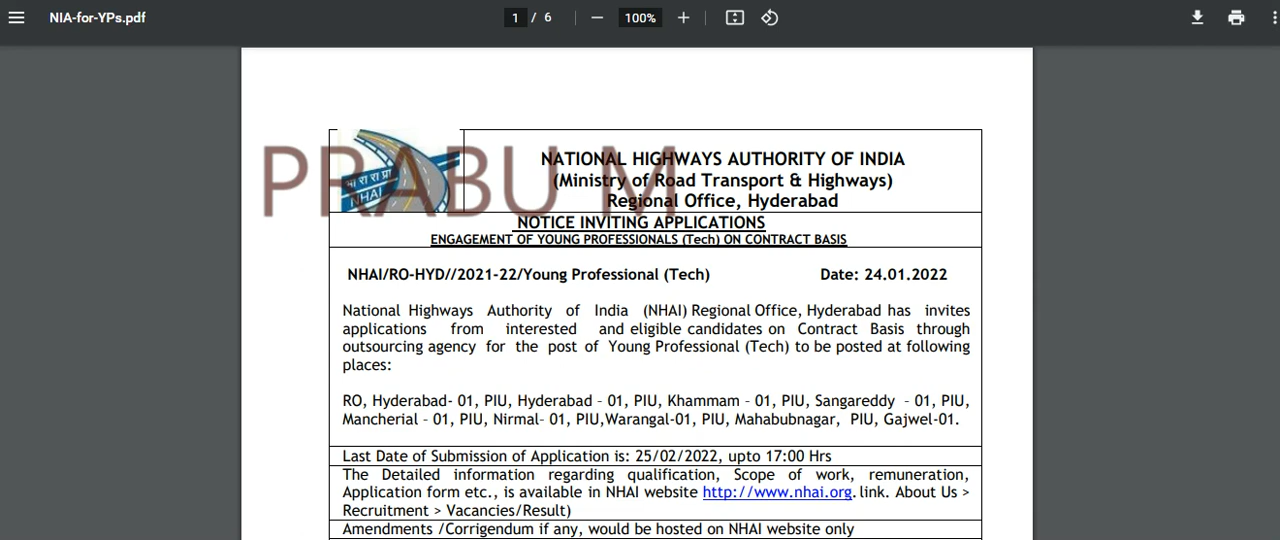 NIA-for-YPs.pdf
1 / 6
100%
PRABU M
भा रा रा प्रा
NHAI
NATIONAL HIGHWAYS AUTHORITY OF INDIA
(Ministry of Road Transport & Highways)
Regional Office, Hyderabad
NOTICE INVITING APPLICATIONS
ENGAGEMENT OF YOUNG PROFESSIONALS (Tech) ON CONTRACT BASIS
NHAI/RO-HYD//2021-22/Young Professional (Tech) Date: 24.01.2022
National Highways Authority of India (NHAI) Regional Office, Hyderabad has invites
applications from interested and eligible candidates on Contract Basis through
outsourcing agency for the post of Young Professional (Tech) to be posted at following
places:
RO, Hyderabad- 01, PIU, Hyderabad – 01, PIU, Khammam – 01, PIU, Sangareddy – 01, PIU,
Mancherial – 01, PIU, Nirmal– 01, PIU,Warangal-01, PIU, Mahabubnagar, PIU, Gajwel-01.
Last Date of Submission of Application is: 25/02/2022, upto 17:00 Hrs
The Detailed information regarding qualification, Scope of work, remuneration,
Application form etc., is available in NHAI website http://www.nhai.org. link. About Us >
Recruitment > Vacancies/Result)
Amendments /Corrigendum if any, would be hosted on NHAI website only